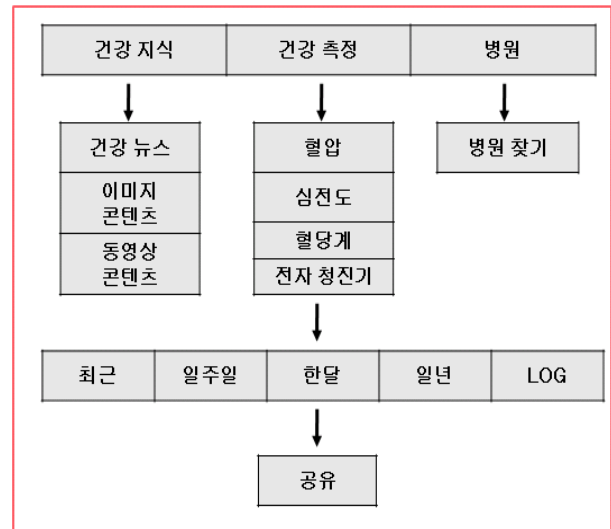 건강 지식
건강 측정
병원
건강 뉴스
혈압
병원 찾기
이미지
콘텐츠
심전도
동영상
콘텐츠
혈당계
전자 청진기
최근
일주일
한달
일년
LOG
공유